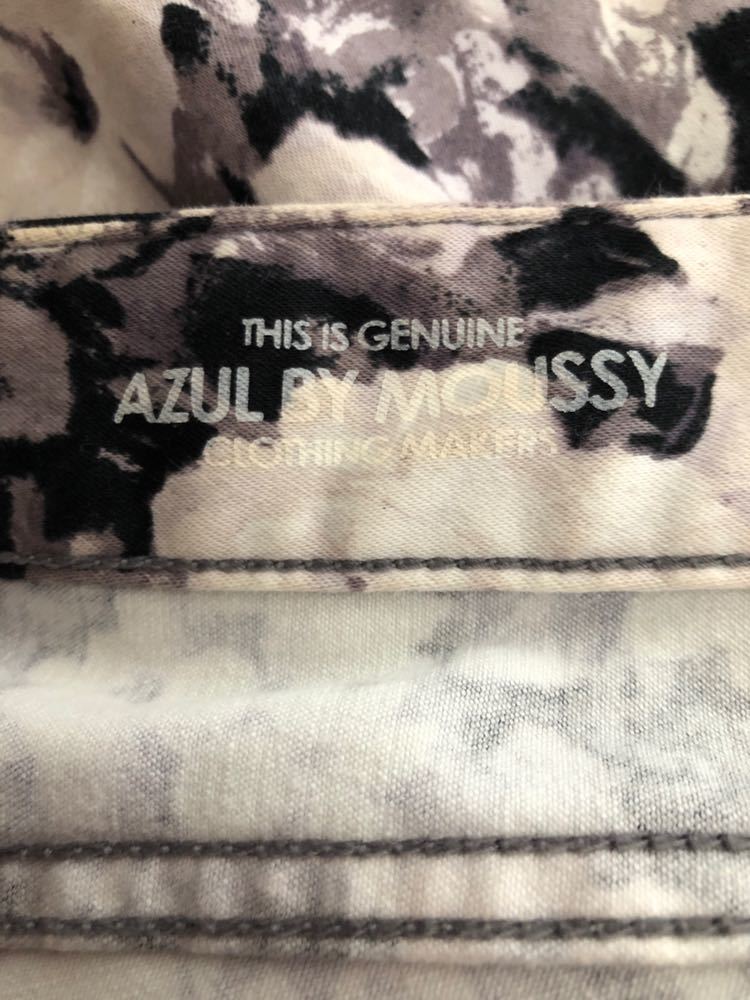 THIS IS GENUINE
AZUL BY MOUSSY
CLOTHING MAKERS